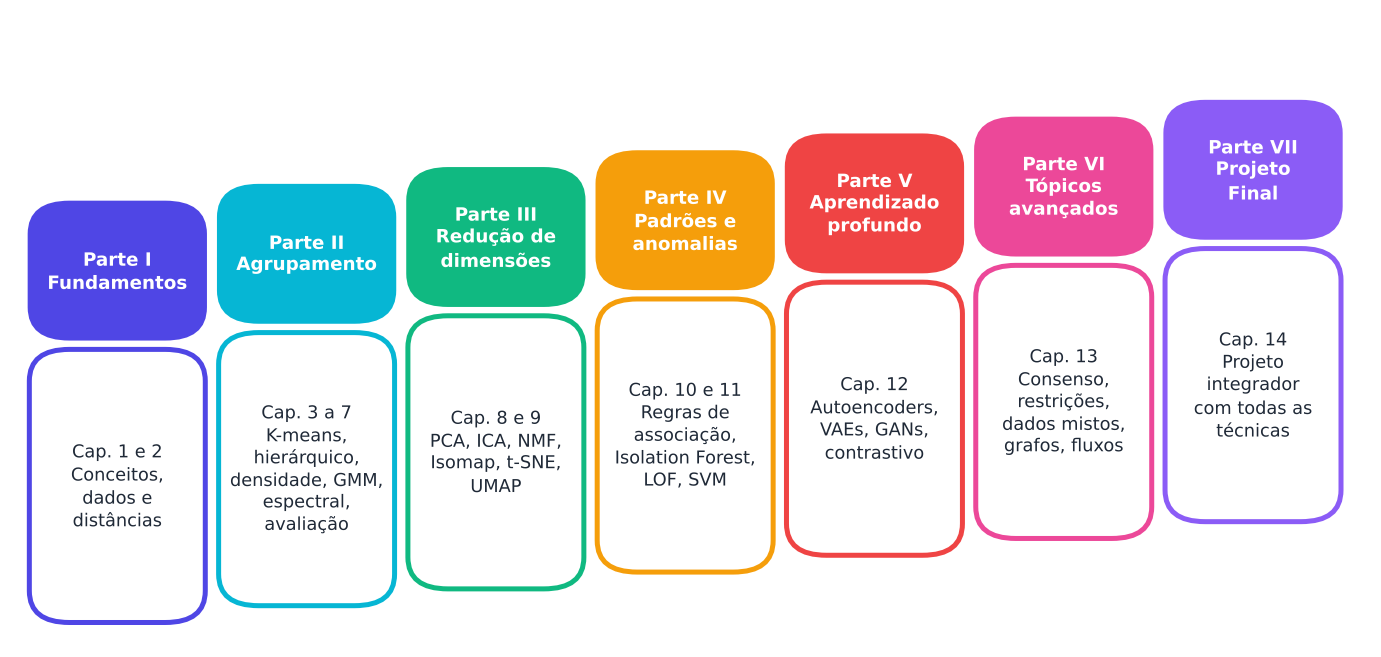 Parte I
Fundamentos
Cap. 1 e 2
Conceitos,
dados e
distâncias
Parte II
Agrupamento
Cap. 3 a 7
K-means,
hierárquico,
densidade, GMM,
espectral,
avaliação
Parte III
Redução de
dimensões
Cap. 8 e 9
PCA, ICA, NMF,
Isomap, t-SNE,
UMAP
Parte IV
Padrões e
anomalias
Cap. 10 e 11
Regras de
associação,
Isolation Forest,
LOF, SVM
Parte V
Aprendizado
profundo
Cap. 12
Autoencoders,
VAEs, GANs,
contrastivo
Parte VI
Tópicos
avançados
Cap. 13
Consenso,
restrições,
dados mistos,
grafos, fluxos
Parte VII
Projeto
Final
Cap. 14
Projeto
integrador
com todas as
técnicas